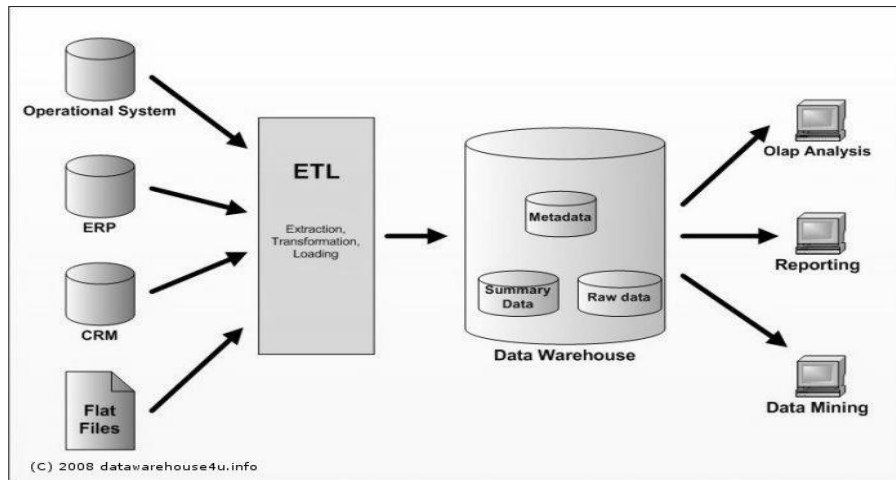 Operational System
ERP
CRM
Flat
Files
ETL
Extraction,
Transformation,
Loading
Metadata
Summary
Data
Raw data
Data Warehouse
Olap Analysis
Reporting
Data Mining
(C) 2008 datawarehouse4u.info